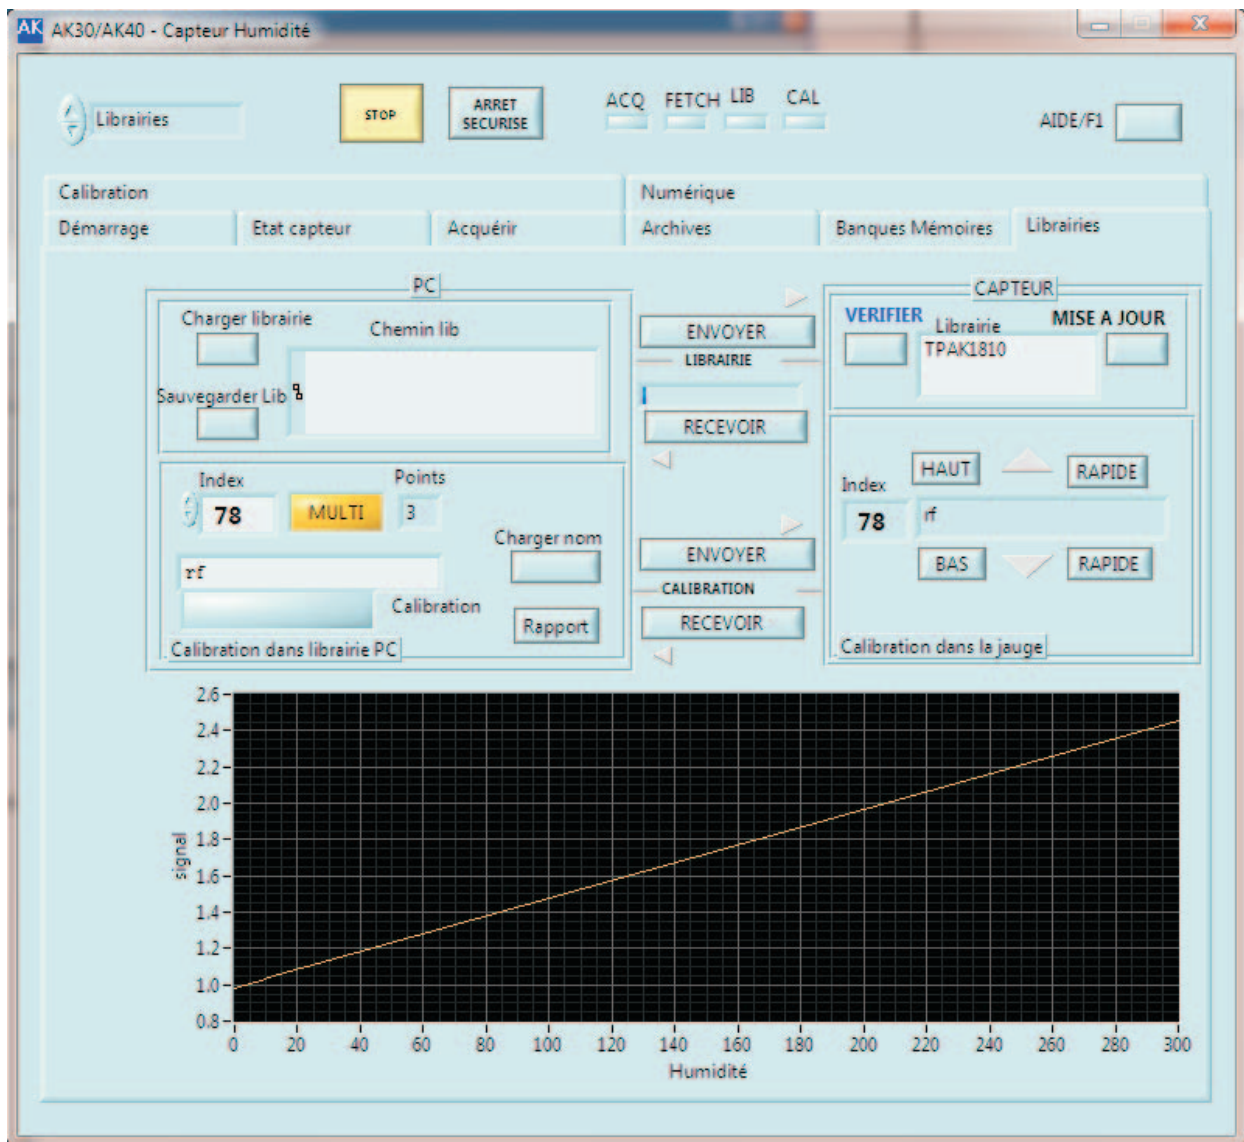 AK AK30/AK40 - Capteur Humidité
Librairies
STOP
ARRET
SECURISE
ACQ FETCH LIB CAL
AIDE/F1
Calibration Numérique
Démarrage Etat capteur Acquérir Archives Banques Mémoires Librairies
PC
Charger librairie
Chemin lib
Sauvegarder Lib
Index
78
MULTI
Points
3
Charger nom
rf
Calibration
Rapport
Calibration dans librairie PC
ENVOYER
LIBRAIRIE
RECEVOIR
ENVOYER
CALIBRATION
RECEVOIR
CAPTEUR
VERIFIER
Librairie
TPAK1810
MISE A JOUR
HAUT
RAPIDE
Index
78
rf
BAS
RAPIDE
Calibration dans la jauge
2.6
2.4
2.2
2.0
1.8
1.6
1.4
1.2
1.0
0.8
signal
0 20 40 60 80 100 120 140 160 180 200 220 240 260 280 300
Humidité